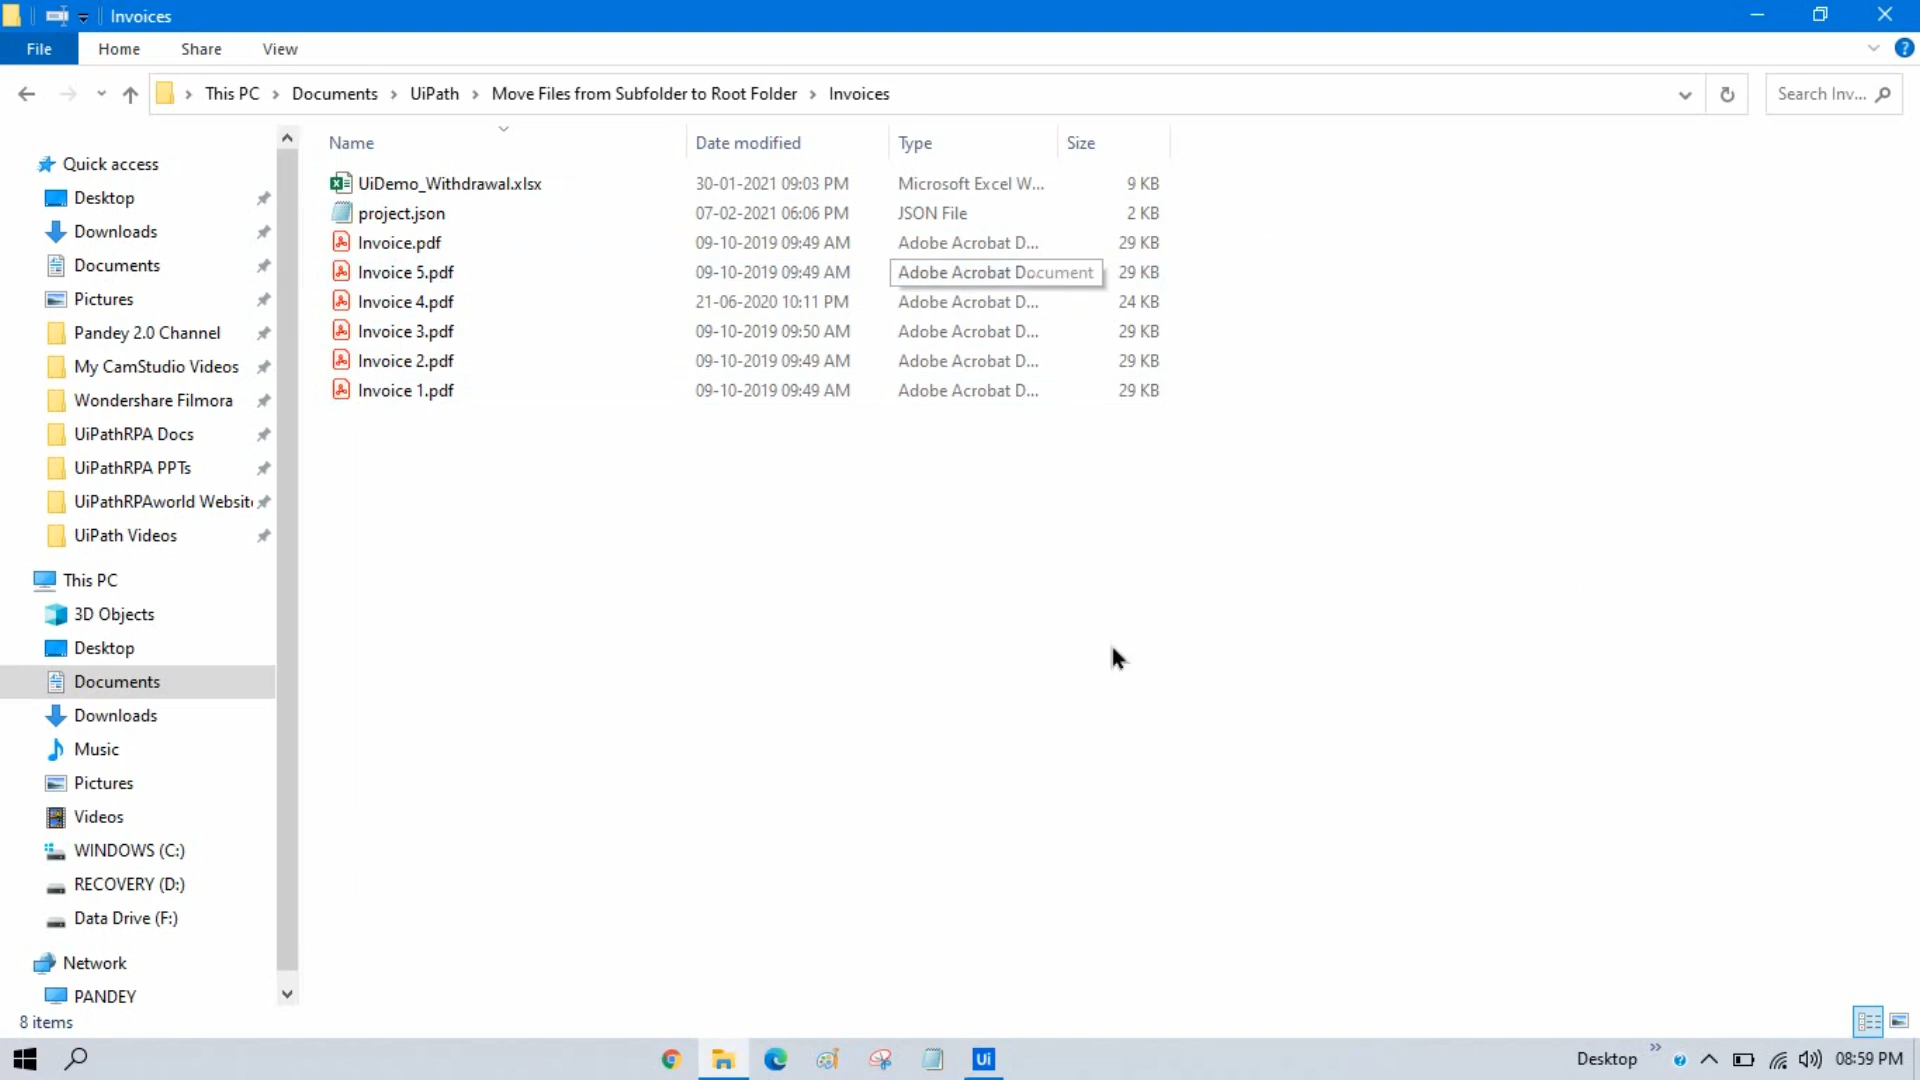 Invoices
File Home Share View
This PC > Documents > UiPath > Move Files from Subfolder to Root Folder > Invoices
Search Inv...
Name Date modified Type Size
UiDemo_Withdrawal.xlsx 30-01-2021 09:03 PM Microsoft Excel W... 9 KB
project.json 07-02-2021 06:06 PM JSON File 2 KB
Invoice.pdf 09-10-2019 09:49 AM Adobe Acrobat D... 29 KB
Invoice 5.pdf 09-10-2019 09:49 AM Adobe Acrobat Document 29 KB
Invoice 4.pdf 21-06-2020 10:11 PM Adobe Acrobat D... 24 KB
Invoice 3.pdf 09-10-2019 09:50 AM Adobe Acrobat D... 29 KB
Invoice 2.pdf 09-10-2019 09:49 AM Adobe Acrobat D... 29 KB
Invoice 1.pdf 09-10-2019 09:49 AM Adobe Acrobat D... 29 KB
Quick access
Desktop
Downloads
Documents
Pictures
Pandey 2.0 Channel
My CamStudio Videos
Wondershare Filmora
UiPathRPA Docs
UiPathRPA PPTs
UiPathRPAworld Websit
UiPath Videos
This PC
3D Objects
Desktop
Documents
Downloads
Music
Pictures
Videos
WINDOWS (C:)
RECOVERY (D:)
Data Drive (F:)
Network
PANDEY
8 items
Ui
Desktop
08:59 PM